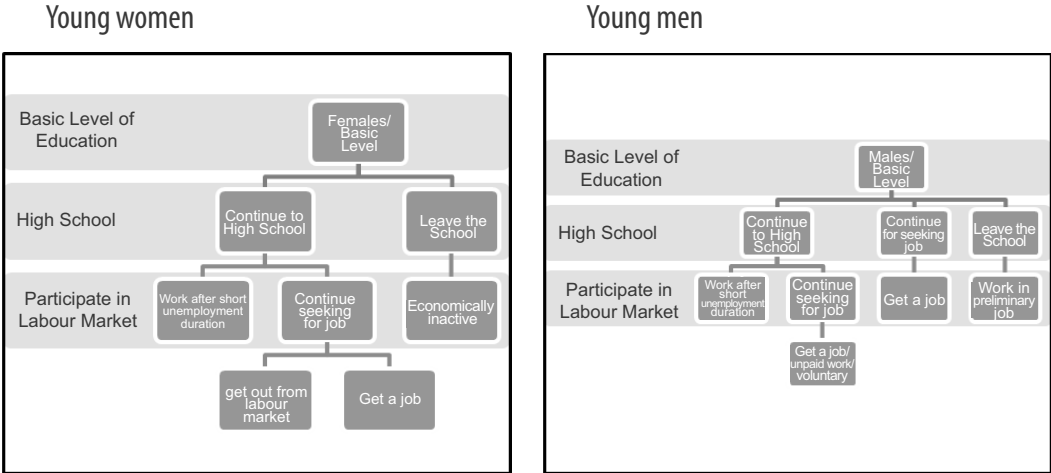 Young women
Basic Level of
Education
Females/
Basic
Level
High School
Continue to
High School
Leave the
School
Participate in
Labour Market
Work after short
unemployment
duration
Continue
seeking
for job
Economically
inactive
get out from
labour
market
Get a job
Young men
Basic Level of
Education
Males/
Basic
Level
High School
Continue
to High
School
Continue
for seeking
job
Leave the
School
Participate in
Labour Market
Work after
short
unemployment
duration
Continue
seeking
for job
Get a job
Work in
preliminary
job
Get a job/
unpaid work/
voluntary